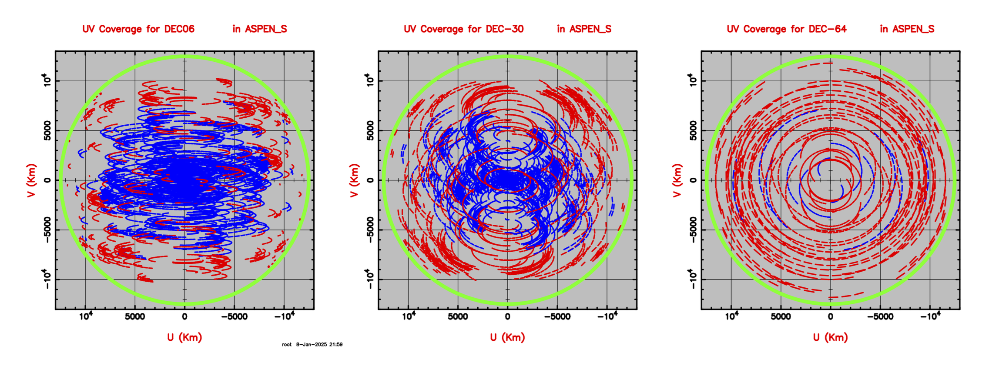 UV Coverage for DEC06 in ASPEN_S
10⁴
5000
0
−5000
−10⁴
V (Km)
10⁴ 5000 0 −5000 −10⁴
U (Km)
UV Coverage for DEC−30 in ASPEN_S
10⁴
5000
0
−5000
−10⁴
V (Km)
10⁴ 5000 0 −5000 −10⁴
U (Km)
UV Coverage for DEC−64 in ASPEN_S
10⁴
5000
0
−5000
−10⁴
V (Km)
10⁴ 5000 0 −5000 −10⁴
U (Km)
root 8−Jan−2025 21:59